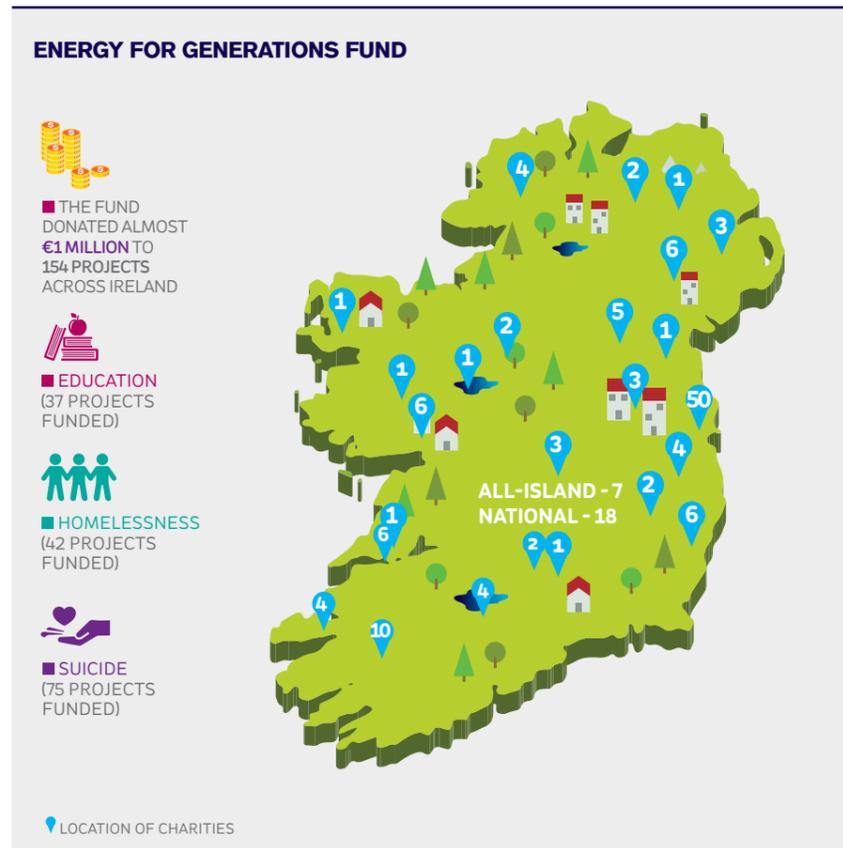 ENERGY FOR GENERATIONS FUND
THE FUND
DONATED ALMOST
€1 MILLION TO
154 PROJECTS
ACROSS IRELAND
EDUCATION
(37 PROJECTS
FUNDED)
HOMELESSNESS
(42 PROJECTS
FUNDED)
SUICIDE
(75 PROJECTS
FUNDED)
4
2
1
3
6
1
5
2
1
1
1
3
6
50
3
4
ALL-ISLAND - 7
2
NATIONAL - 18
1
6
6
2
1
4
4
10
LOCATION OF CHARITIES